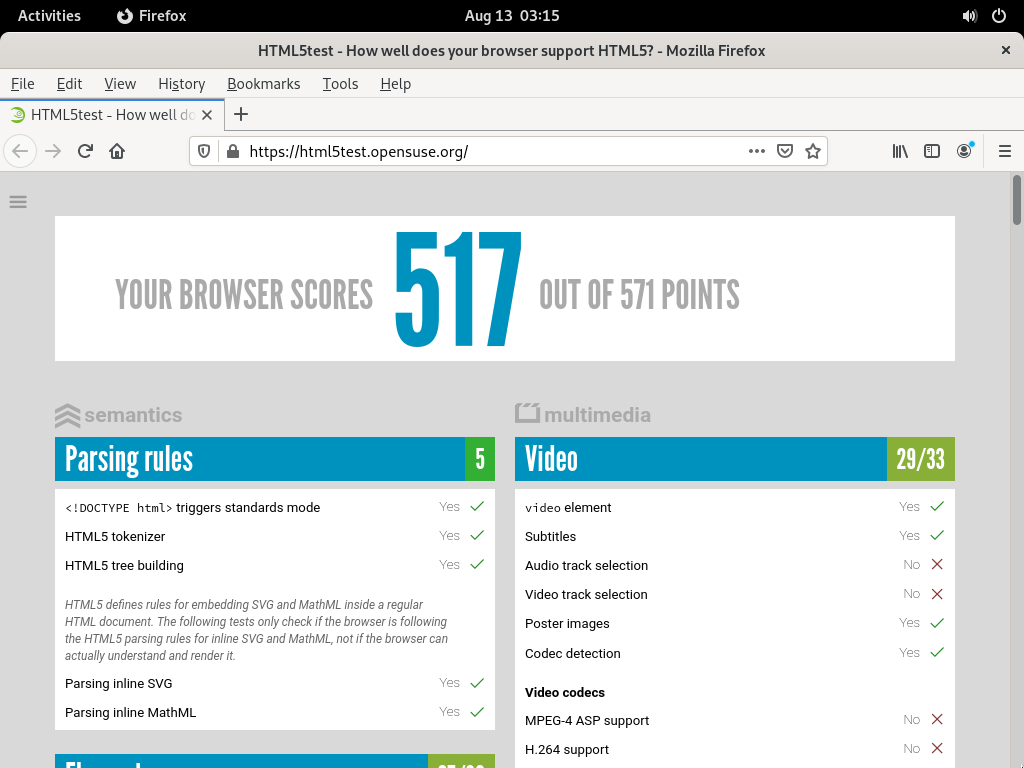 Activities Firefox Aug 13 03:15
HTML5test - How well does your browser support HTML5? - Mozilla Firefox
File Edit View History Bookmarks Tools Help
HTML5test - How well do
https://html5test.opensuse.org/
YOUR BROWSER SCORES 517 OUT OF 571 POINTS
semantics
Parsing rules 5
<!DOCTYPE html> triggers standards mode Yes
HTML5 tokenizer Yes
HTML5 tree building Yes
HTML5 defines rules for embedding SVG and MathML inside a regular
HTML document. The following tests only check if the browser is following
the HTML5 parsing rules for inline SVG and MathML, not if the browser can
actually understand and render it.
Parsing inline SVG Yes
Parsing inline MathML Yes
multimedia
Video 29/33
video element Yes
Subtitles Yes
Audio track selection No
Video track selection No
Poster images Yes
Codec detection Yes
Video codecs
MPEG-4 ASP support No
H.264 support No